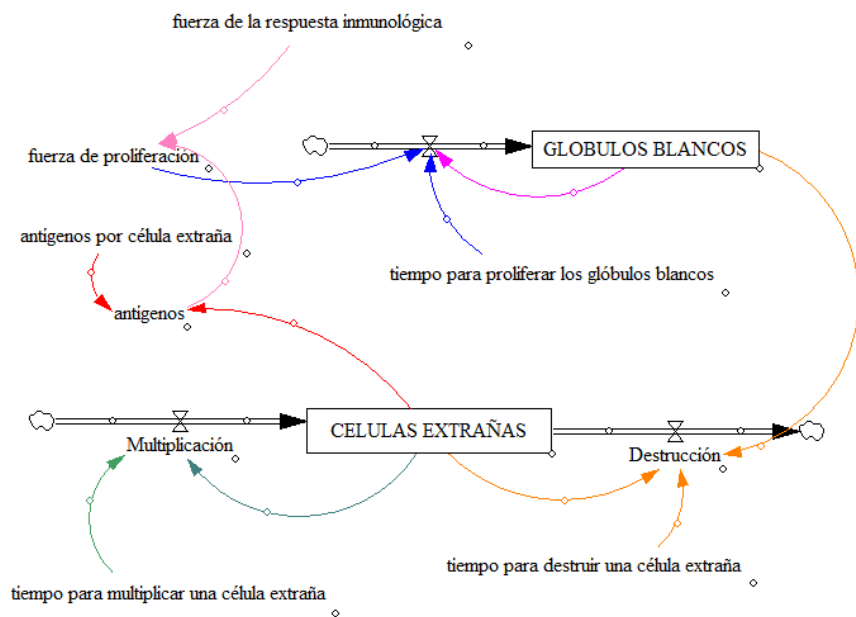 fuerza de la respuesta inmunológica
fuerza de proliferación
GLOBULOS BLANCOS
antigenos por célula extraña
tiempo para proliferar los glóbulos blancos
antigenos
CELULAS EXTRAÑAS
Multiplicación
Destrucción
tiempo para destruir una célula extraña
tiempo para multiplicar una célula extraña